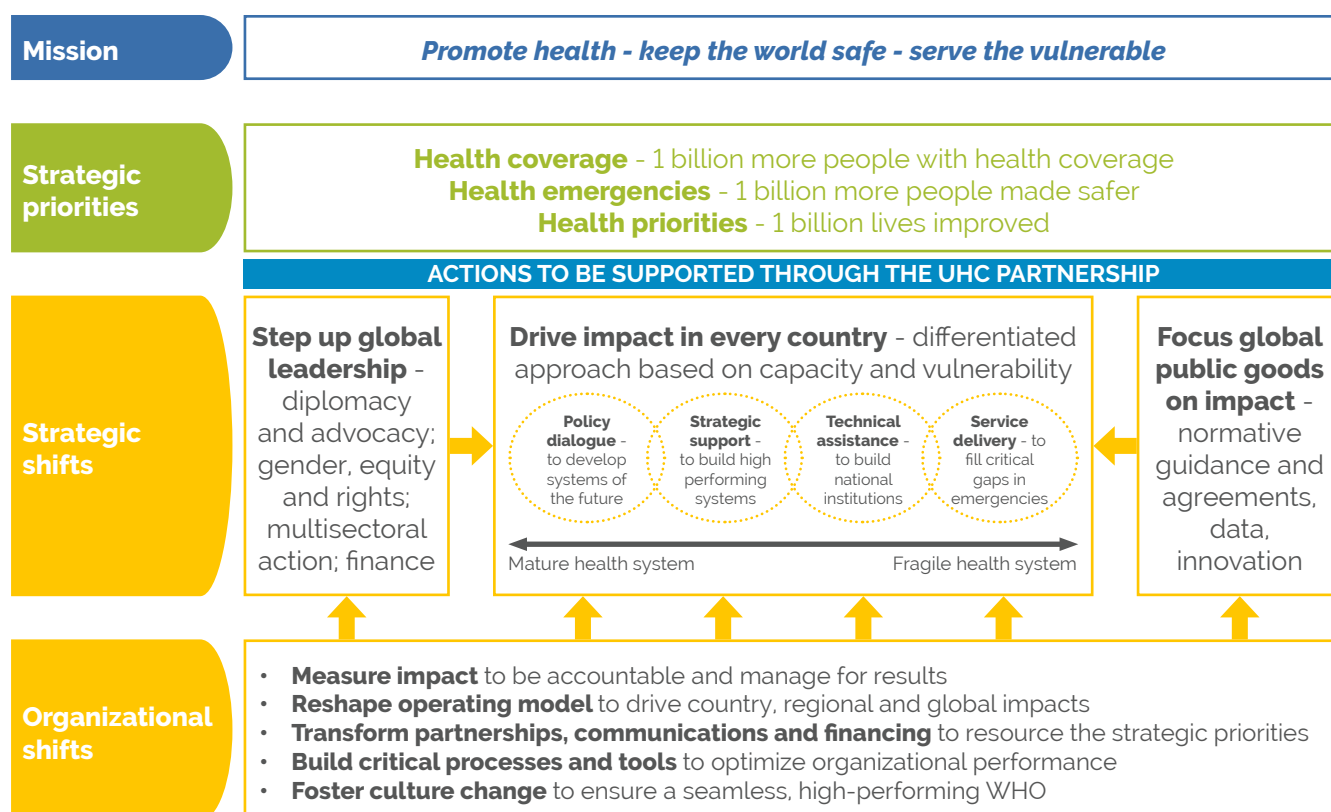 Mission
Promote health - keep the world safe - serve the vulnerable
Strategic
priorities
Health coverage - 1 billion more people with health coverage
Health emergencies - 1 billion more people made safer
Health priorities - 1 billion lives improved
ACTIONS TO BE SUPPORTED THROUGH THE UHC PARTNERSHIP
Strategic
shifts
Step up global
leadership -
diplomacy
and advocacy;
gender, equity
and rights;
multisectoral
action; finance
Drive impact in every country - differentiated
approach based on capacity and vulnerability
Policy
dialogue -
to develop
systems of
the future
Strategic
support -
to build high
performing
systems
Technical
assistance -
to build
national
institutions
Service
delivery - to
fill critical
gaps in
emergencies
Mature health system
Fragile health system
Focus global
public goods
on impact -
normative
guidance and
agreements,
data,
innovation
Organizational
shifts
• Measure impact to be accountable and manage for results
• Reshape operating model to drive country, regional and global impacts
• Transform partnerships, communications and financing to resource the strategic priorities
• Build critical processes and tools to optimize organizational performance
• Foster culture change to ensure a seamless, high-performing WHO